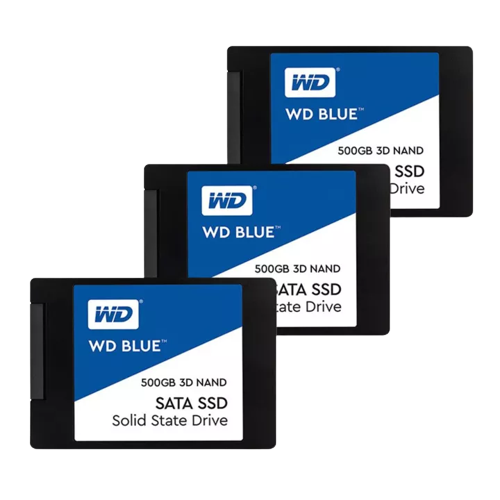 WD®
WD BLUE™
500GB 3D NAND
SSD
Drive
WD®
WD BLUE™
500GB 3D NAND
ATA SSD
tate Drive
WD®
WD BLUE™
500GB 3D NAND
SATA SSD
Solid State Drive